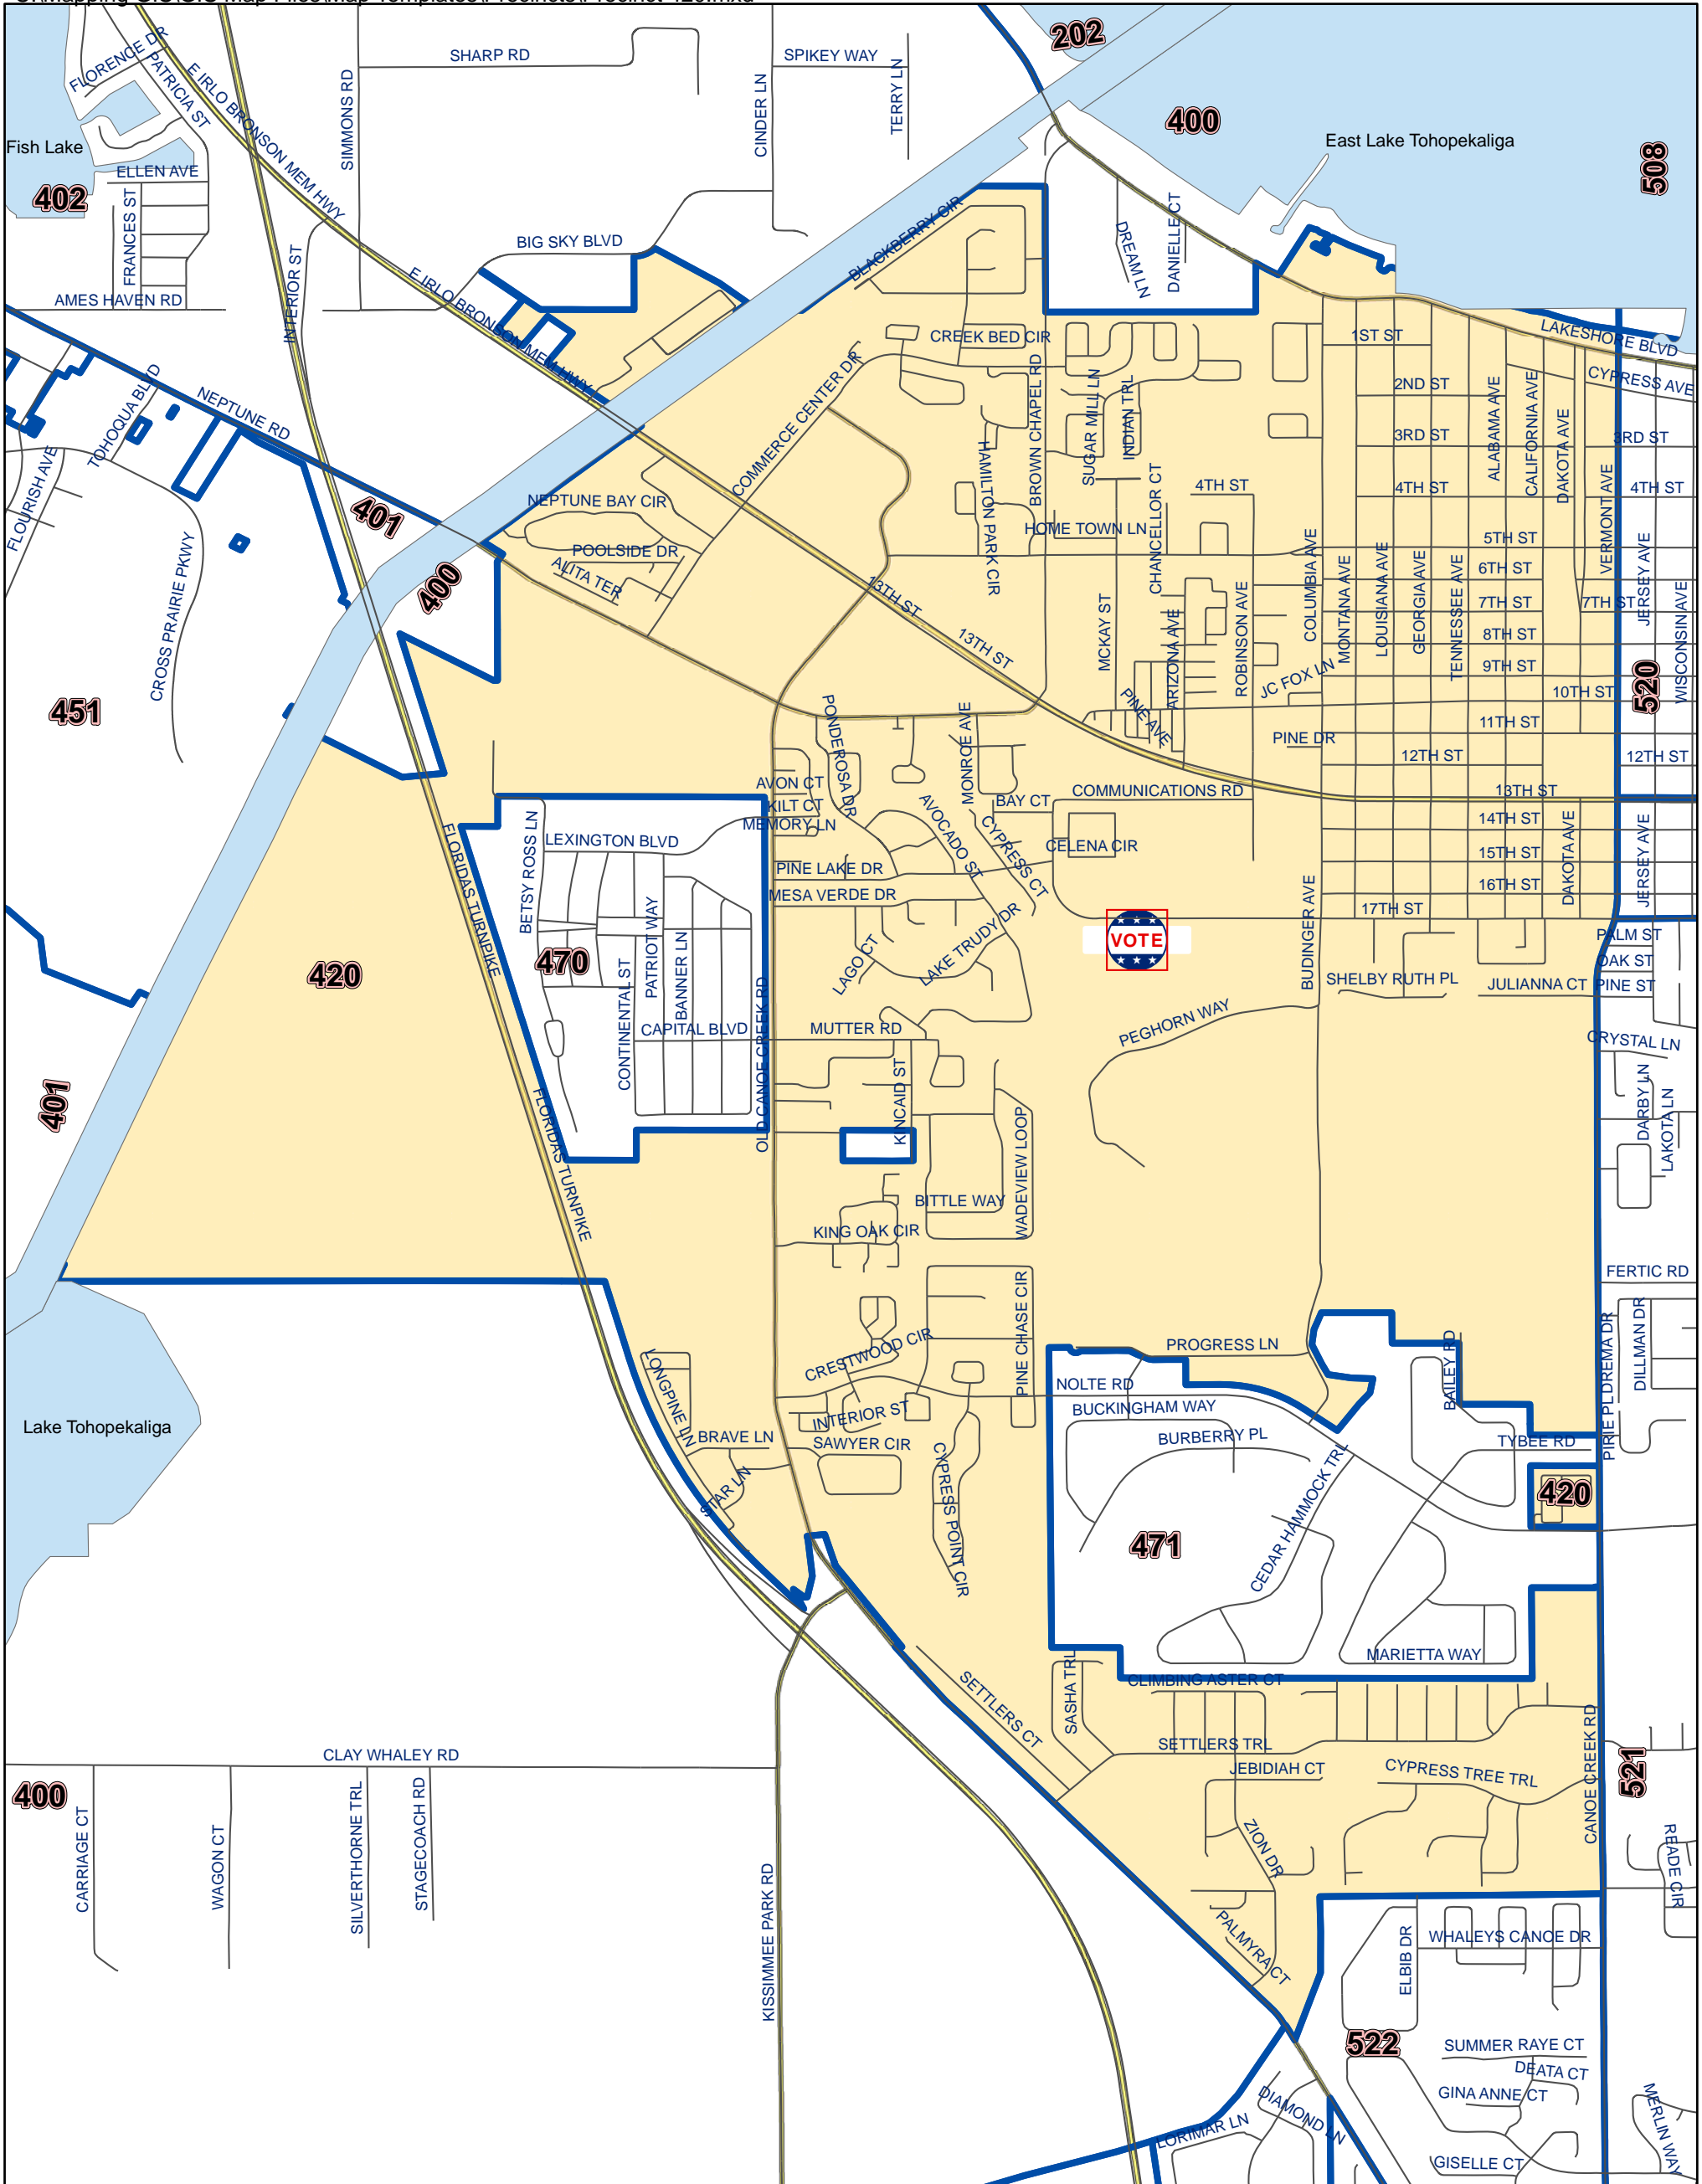 202
SHARP RD
SPIKEY WAY
FLORENCE DR
PATRICIA ST
E IRLO BRONSON MEM HWY
SIMMONS RD
CINDER LN
TERRY LN
400
East Lake Tohopekaliga
508
Fish Lake
402
ELLEN AVE
FRANCES ST
AMES HAVEN RD
INTERIOR ST
BIG SKY BLVD
E IRLO BRONSON MEM HWY
BLACKBERRY CIR
DREAM LN
DANIELLE CT
LAKESHORE BLVD
CYPRESS AVE
CREEK BED CIR
1ST ST
2ND ST
3RD ST
3RD ST
4TH ST
4TH ST
4TH ST
TOHOQUA BLVD
NEPTUNE RD
FLOURISH AVE
CROSS PRAIRIE PKWY
401
400
451
COMMERCE CENTER DR
NEPTUNE BAY CIR
POOLSIDE DR
ALITA TER
HAMILTON PARK CIR
BROWN CHAPEL RD
SUGAR MILL LN
INDIAN TRL
CHANCELLOR CT
HOME TOWN LN
ALABAMA AVE
CALIFORNIA AVE
DAKOTA AVE
VERMONT AVE
JERSEY AVE
WISCONSIN AVE
5TH ST
6TH ST
7TH ST
7TH ST
8TH ST
9TH ST
10TH ST
11TH ST
12TH ST
12TH ST
13TH ST
13TH ST
13TH ST
MCKAY ST
ARIZONA AVE
ROBINSON AVE
COLUMBIA AVE
MONTANA AVE
LOUISIANA AVE
GEORGIA AVE
TENNESSEE AVE
JC FOX LN
PINE AVE
PINE DR
520
PONDEROSA DR
MONROE AVE
AVON CT
KILT CT
MEMORY LN
AVOCADO ST
BAY CT
CYPRESS CT
COMMUNICATIONS RD
CELENA CIR
PINE LAKE DR
MESA VERDE DR
14TH ST
15TH ST
16TH ST
17TH ST
DAKOTA AVE
JERSEY AVE
BUDINGER AVE
VOTE
LEXINGTON BLVD
BETSY ROSS LN
FLORIDAS TURNPIKE
470
420
PATRIOT WAY
BANNER LN
CONTINENTAL ST
CAPITAL BLVD
OLD CANOE CREEK RD
LAGO CT
LAKE TRUDY DR
MUTTER RD
PEGHORN WAY
SHELBY RUTH PL
JULIANNA CT
PALM ST
OAK ST
PINE ST
CRYSTAL LN
DARBY LN
LAKOTA LN
401
FLORIDAS TURNPIKE
KINCAID ST
WADEVIEW LOOP
BITTLE WAY
KING OAK CIR
FERTIC RD
DILLMAN DR
PINE CHASE CIR
CRESTWOOD CIR
LONGPINE LN
BRAVE LN
STAR LN
INTERIOR ST
SAWYER CIR
CYPRESS POINT CIR
PROGRESS LN
NOLTE RD
BUCKINGHAM WAY
BURBERRY PL
BAILEY RD
TYBEE RD
420
471
CEDAR HAMMOCK TRL
MARIETTA WAY
Lake Tohopekaliga
CLIMBING ASTER CT
SASHA TRL
SETTLERS CT
SETTLERS TRL
JEBIDIAH CT
CYPRESS TREE TRL
CANOE CREEK RD
521
CLAY WHALEY RD
400
CARRIAGE CT
WAGON CT
SILVERTHORNE TRL
STAGECOACH RD
KISSIMMEE PARK RD
ZION DR
PALMYRA CT
READE CIR
ELBIB DR
WHALEYS CANOE DR
522
SUMMER RAYE CT
DEATA CT
GINA ANNE CT
GISELLE CT
MERLIN WAY
DIAMOND LN
LORIMAR LN